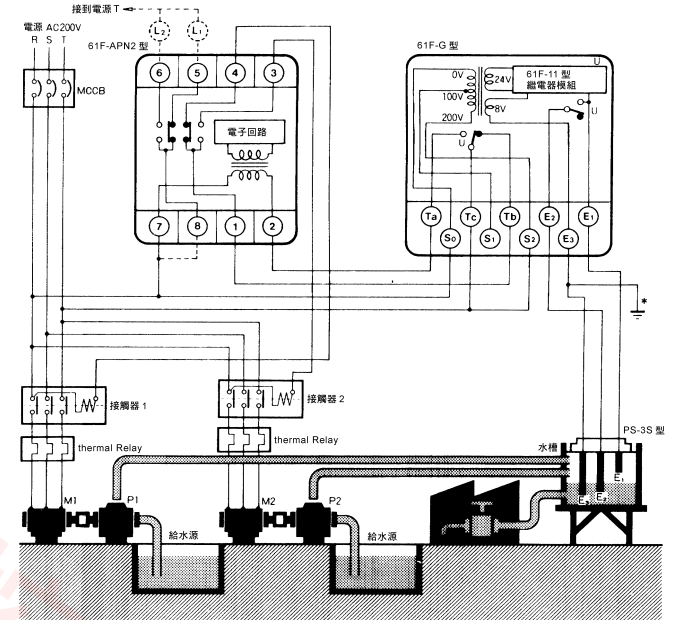 接到電源 T
電源 AC200V
R S T
MCCB
61F-APN2 型
L2 L1
6 5 4 3
電子回路
7 8 1 2
61F-G 型
U
0V
100V
200V
24V
8V
61F-11 型
繼電器模組
U
U
Ta Tc Tb E2 E1
S0 S1 S2 E3
*
接觸器 1
接觸器 2
thermal Relay
thermal Relay
PS-3S 型
水槽
E1
E3 E2
M1 P1
M2 P2
給水源
給水源